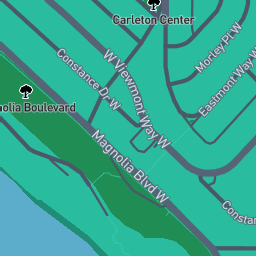 Carleton Center
W Viewmont Way W
Morley Pl W
Constance Dr W
Eastmont Way W
nolia Boulevard
Magnolia Blvd W
Constan